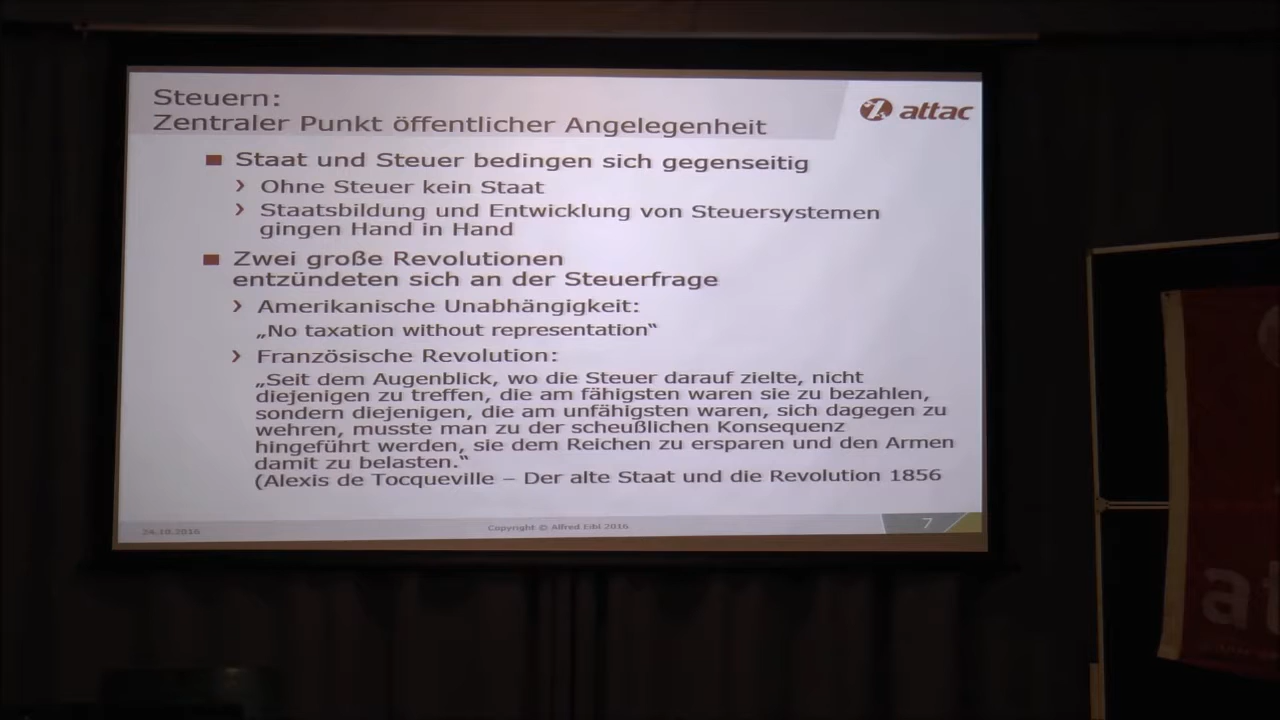 Steuern:
Zentraler Punkt öffentlicher Angelegenheit
attac
Staat und Steuer bedingen sich gegenseitig
Ohne Steuer kein Staat
Staatsbildung und Entwicklung von Steuersystemen
gingen Hand in Hand
Zwei große Revolutionen
entzündeten sich an der Steuerfrage
Amerikanische Unabhängigkeit:
„No taxation without representation“
Französische Revolution:
„Seit dem Augenblick, wo die Steuer darauf zielte, nicht
diejenigen zu treffen, die am fähigsten waren sie zu bezahlen,
sondern diejenigen, die am unfähigsten waren, sich dagegen zu
wehren, musste man zu der scheußlichen Konsequenz
hingeführt werden, sie dem Reichen zu ersparen und den Armen
damit zu belasten.“
(Alexis de Tocqueville – Der alte Staat und die Revolution 1856
24.10.2016
Copyright © Alfred Eibl 2016
7
at